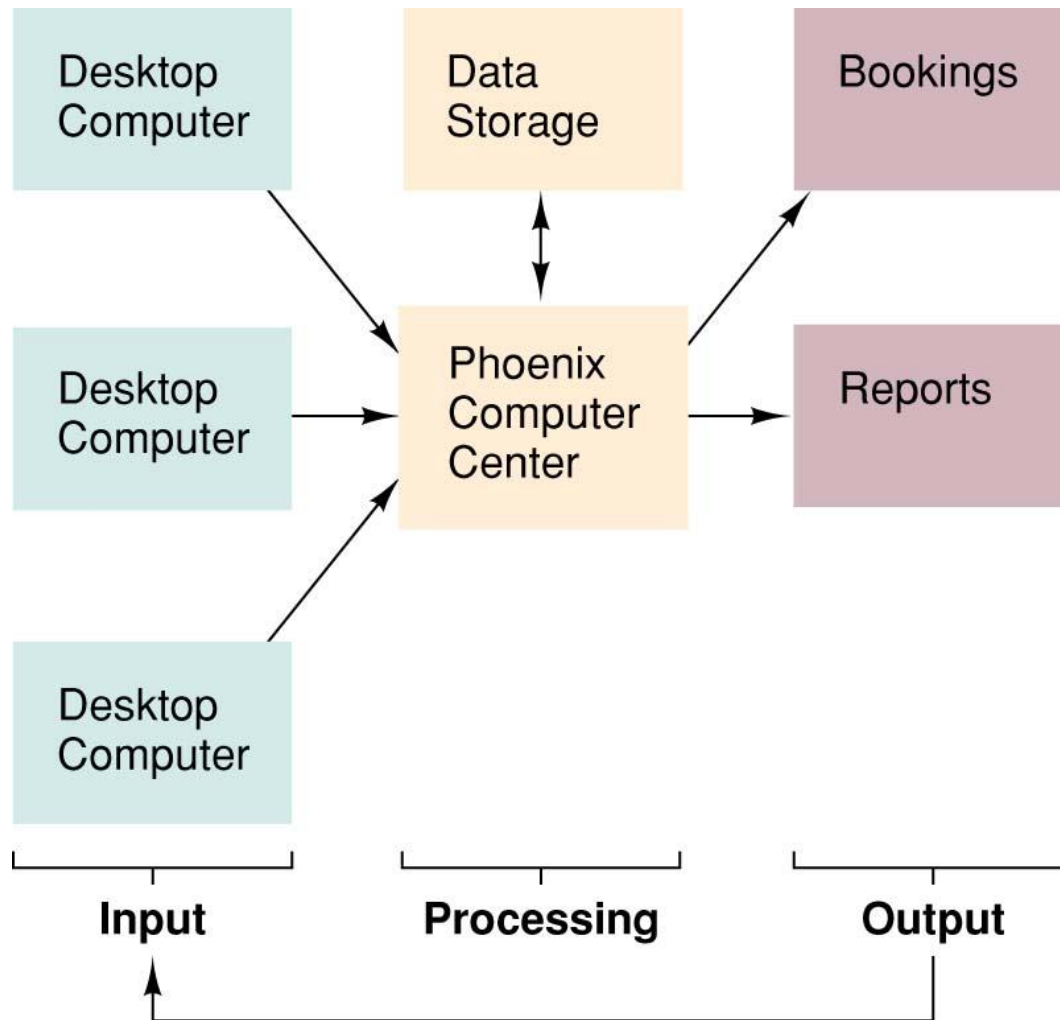 Desktop
Computer
Data
Storage
Bookings
Desktop
Computer
Phoenix
Computer
Center
Reports
Desktop
Computer
Input
Processing
Output